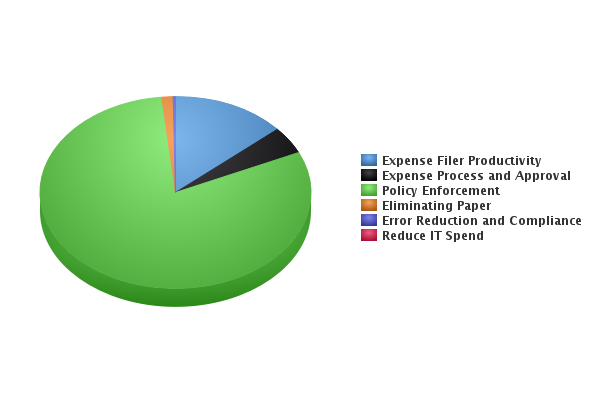 Expense Filer Productivity
Expense Process and Approval
Policy Enforcement
Eliminating Paper
Error Reduction and Compliance
Reduce IT Spend